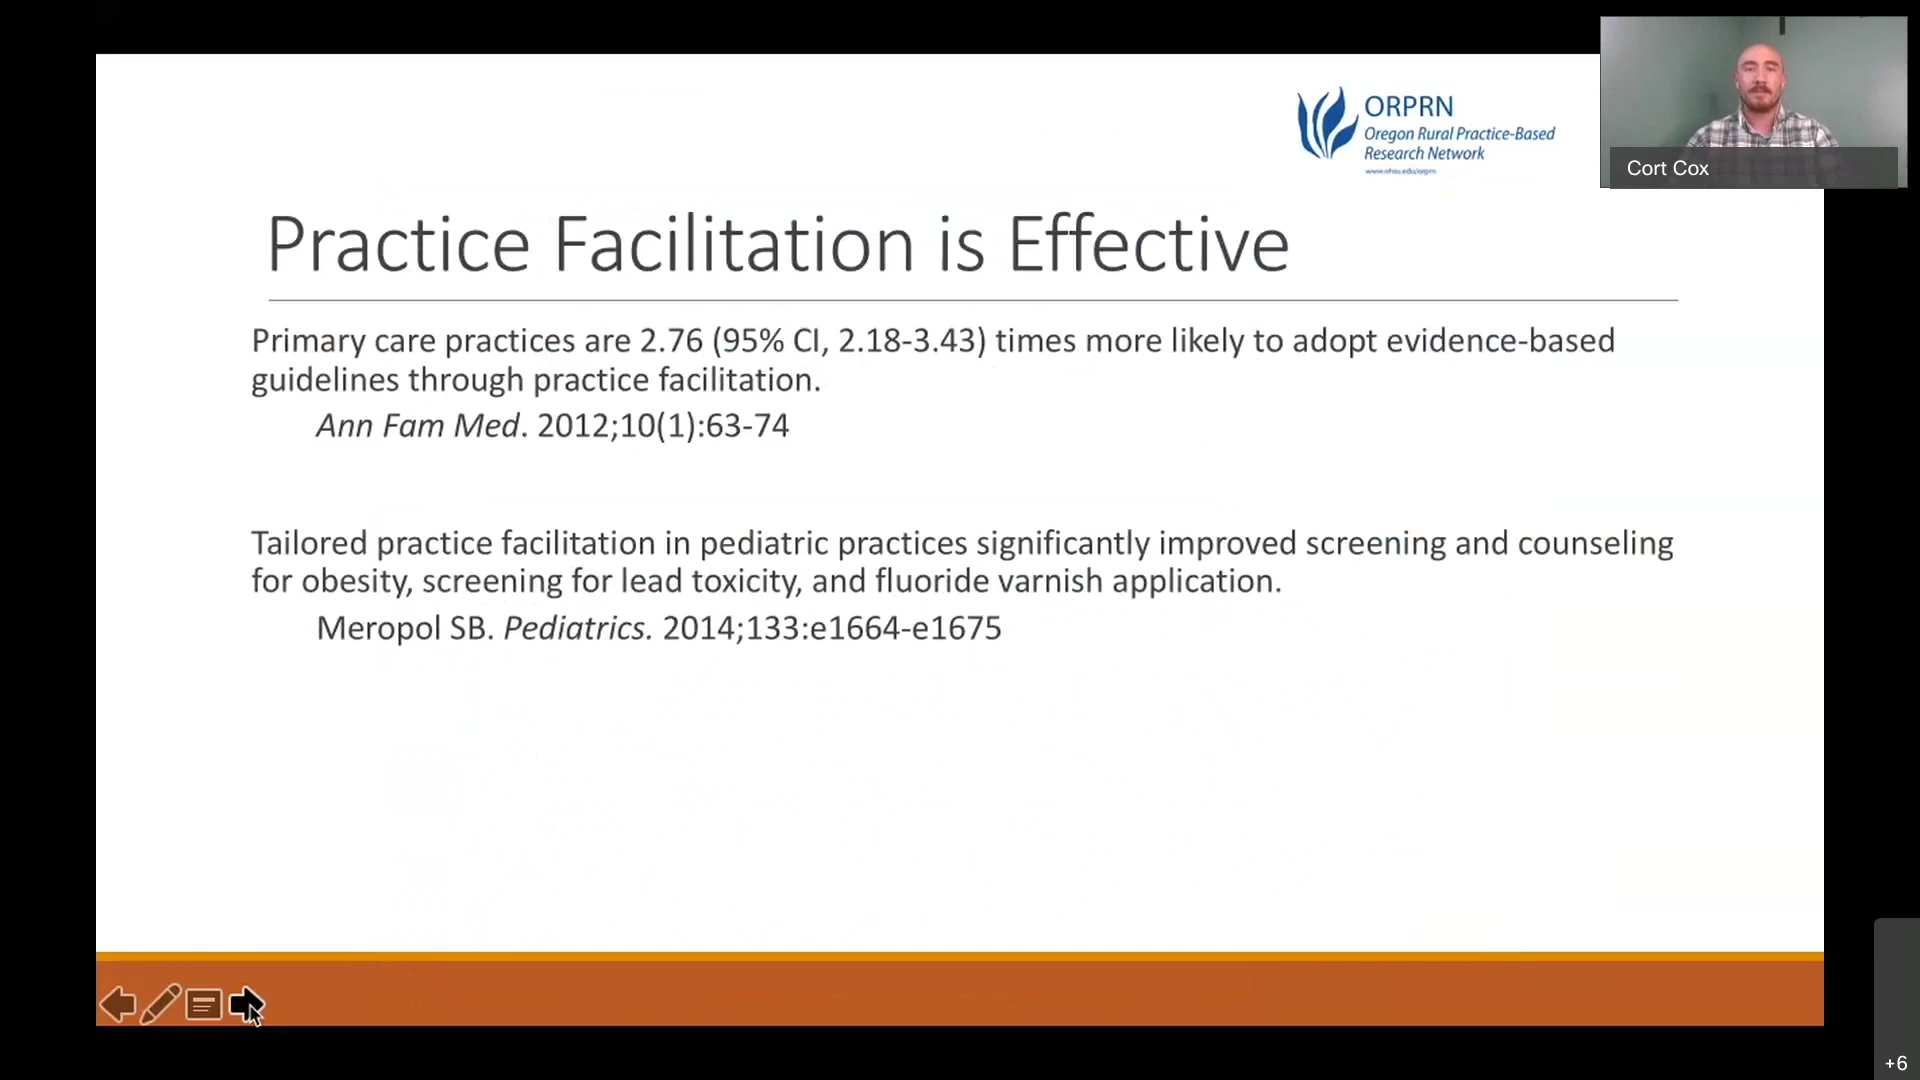 ORPRN
Oregon Rural Practice-Based
Research Network
www.ohsu.edu/orprn
Cort Cox
Practice Facilitation is Effective
Primary care practices are 2.76 (95% CI, 2.18-3.43) times more likely to adopt evidence-based
guidelines through practice facilitation.
Ann Fam Med. 2012;10(1):63-74
Tailored practice facilitation in pediatric practices significantly improved screening and counseling
for obesity, screening for lead toxicity, and fluoride varnish application.
Meropol SB. Pediatrics. 2014;133:e1664-e1675
+6